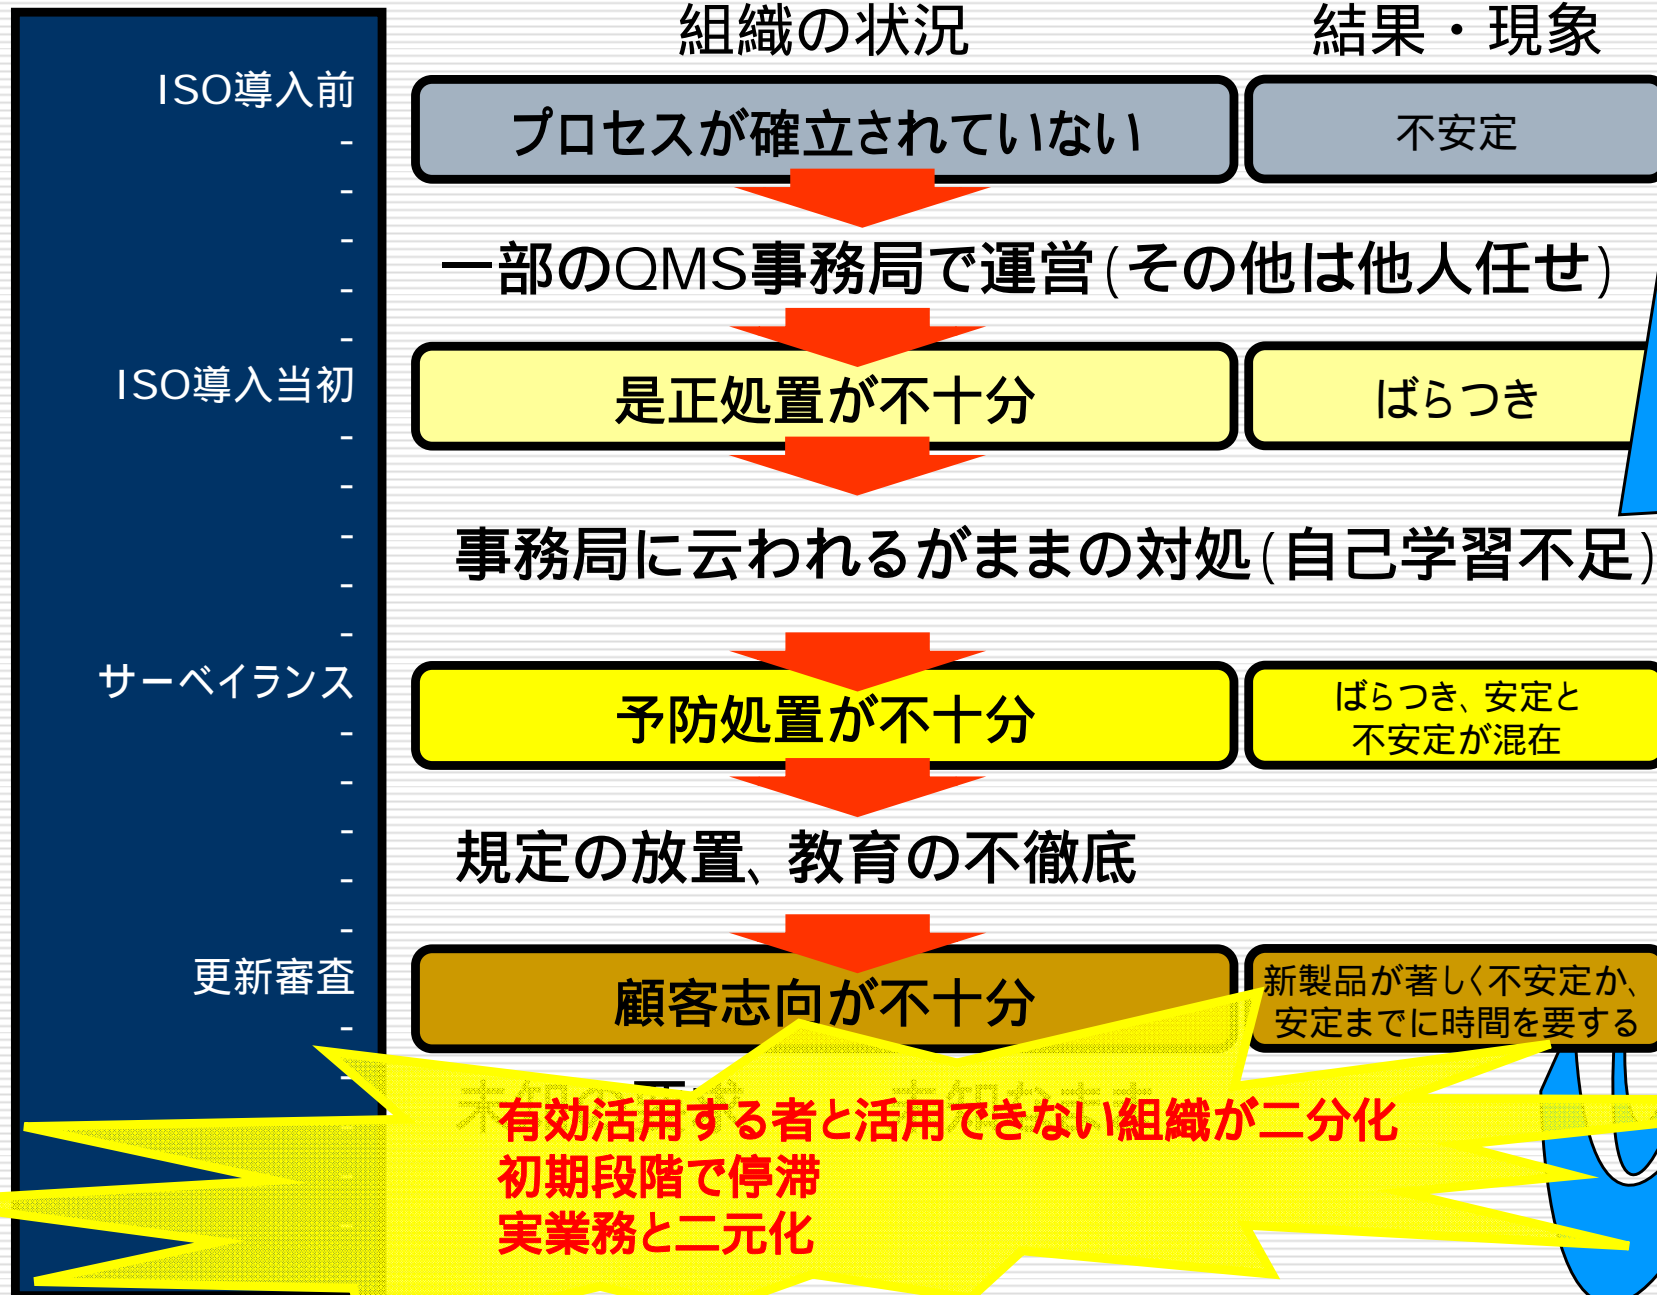 組織の状況
結果・現象
ISO導入前
プロセスが確立されていない
不安定
-
-
-
-
-
一部のQMS事務局で運営(その他は他人任せ)
ISO導入当初
是正処置が不十分
ばらつき
-
-
-
-
-
事務局に云われるがままの対処(自己学習不足)
サーベイランス
予防処置が不十分
ばらつき、安定と
不安定が混在
-
-
-
-
-
規定の放置、教育の不徹底
更新審査
顧客志向が不十分
新製品が著しく不安定か、
安定までに時間を要する
-
-
有効活用する者と活用できない組織が二分化
初期段階で停滞
実業務と二元化